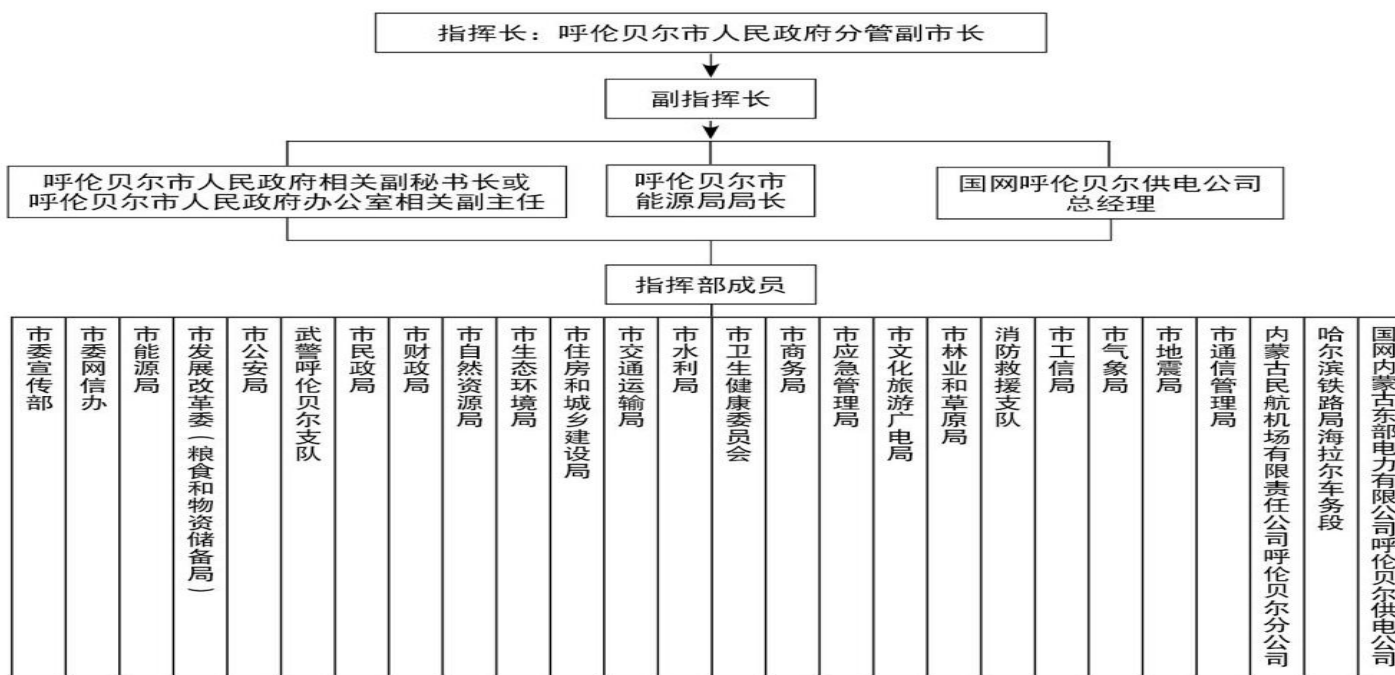 指挥长：呼伦贝尔市人民政府分管副市长
副指挥长
呼伦贝尔市人民政府相关副秘书长或
呼伦贝尔市人民政府办公室相关副主任
呼伦贝尔市
能源局局长
国网呼伦贝尔供电公司
总经理
指挥部成员
市委宣传部
市委网信办
市能源局
市发展改革委（粮食和物资储备局）
市公安局
武警呼伦贝尔支队
市民政局
市财政局
市自然资源局
市生态环境局
市住房和城乡建设局
市交通运输局
市水利局
市卫生健康委员会
市商务局
市应急管理局
市文化旅游广电局
市林业和草原局
消防救援支队
市工信局
市气象局
市地震局
市通信管理局
内蒙古民航机场有限责任公司呼伦贝尔分公司
哈尔滨铁路局海拉尔车务段
国网内蒙古东部电力有限公司呼伦贝尔供电公司